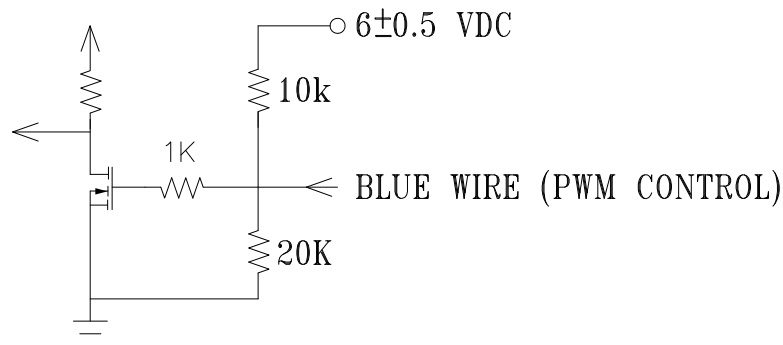 6±0.5 VDC
10k
1K
BLUE WIRE (PWM CONTROL)
20K